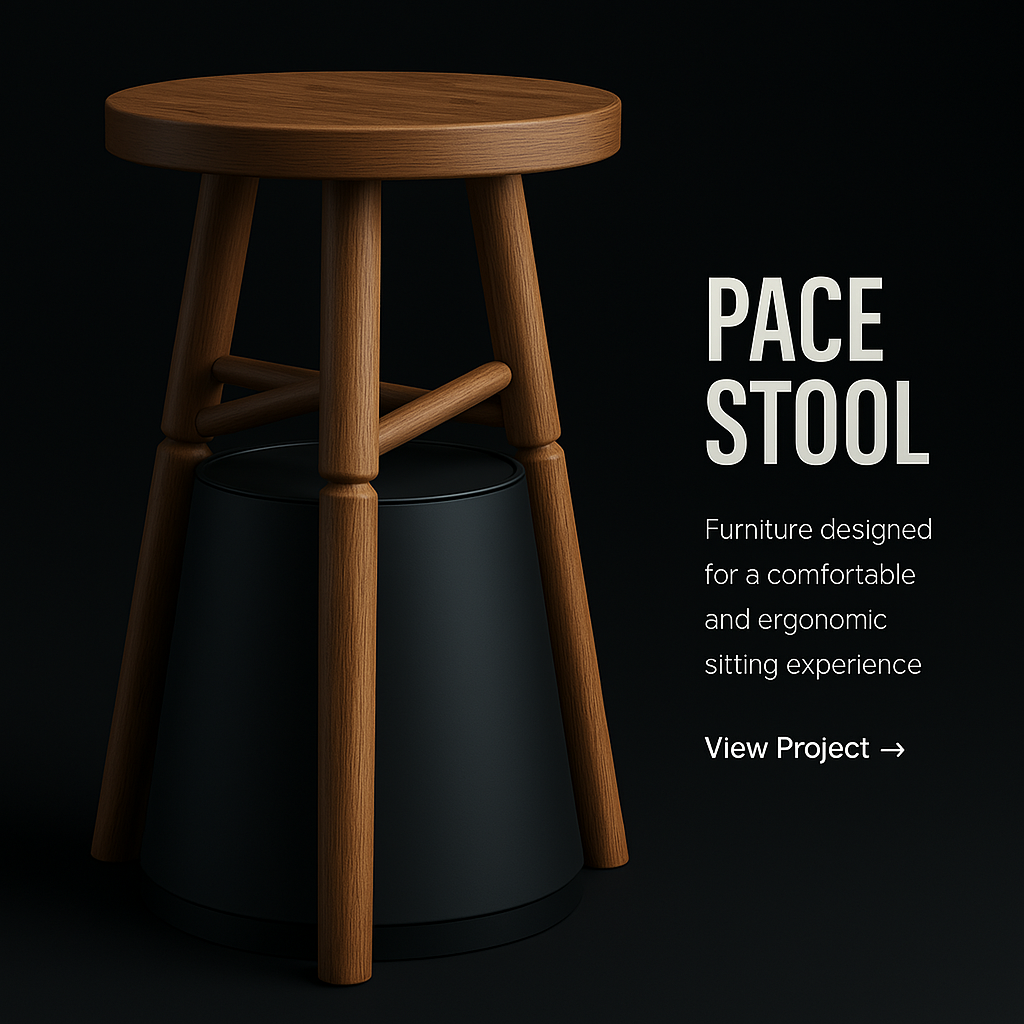 PACE
STOOL
Furniture designed
for a comfortable
and ergonomic
sitting experience
View Project →